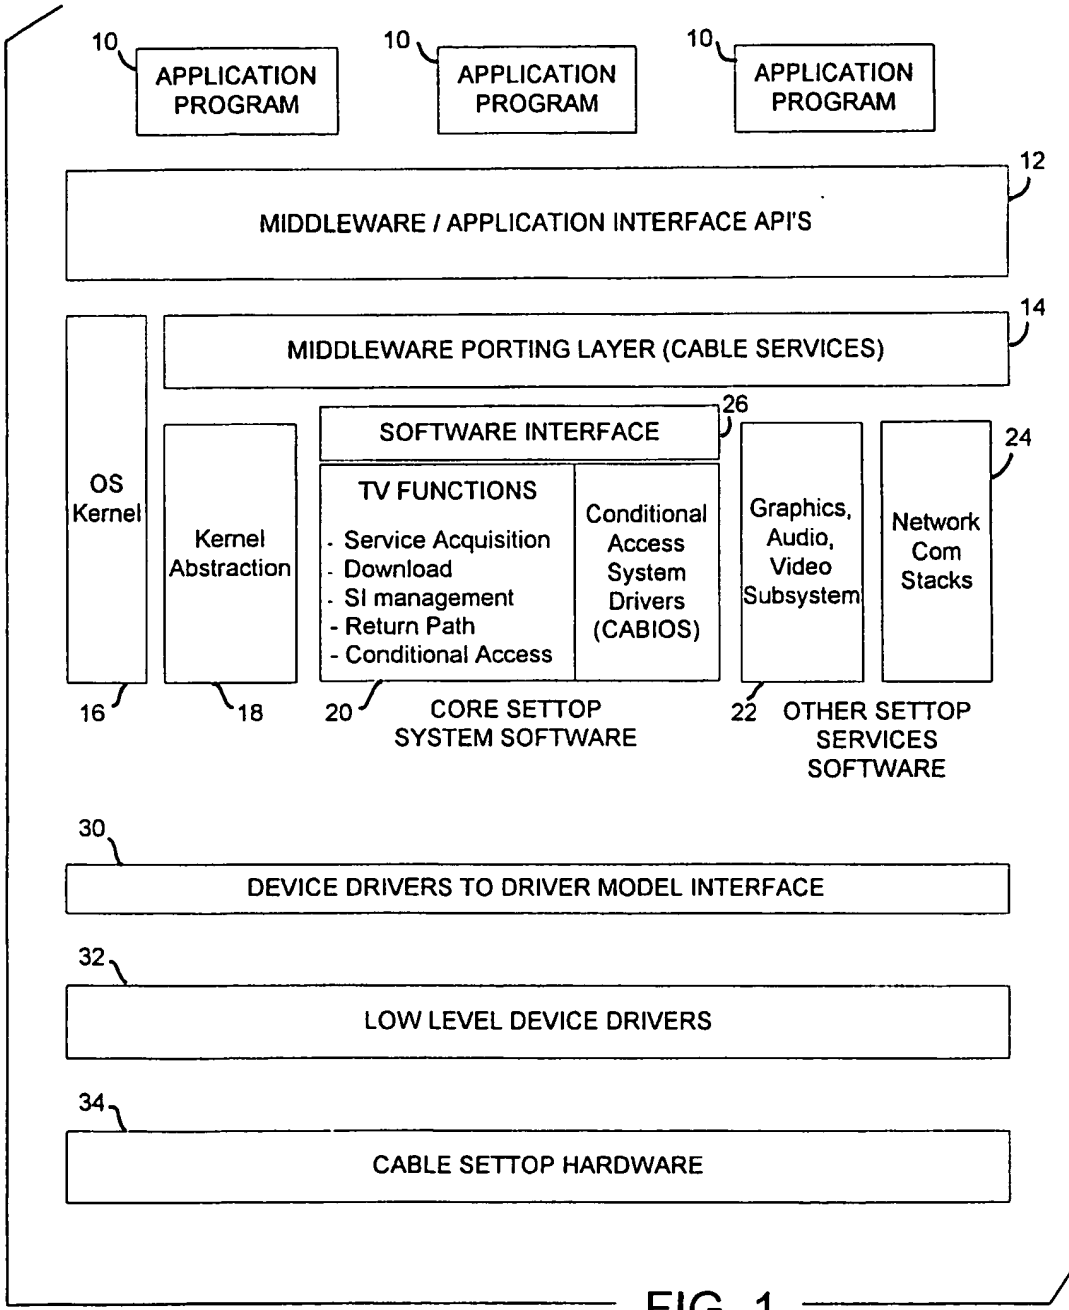 10
APPLICATION
PROGRAM
10
APPLICATION
PROGRAM
10
APPLICATION
PROGRAM
12
MIDDLEWARE / APPLICATION INTERFACE API'S
14
MIDDLEWARE PORTING LAYER (CABLE SERVICES)
OS
Kernel
16
Kernel
Abstraction
18
26
SOFTWARE INTERFACE
TV FUNCTIONS
- Service Acquisition
- Download
- SI management
- Return Path
- Conditional Access
Conditional
Access
System
Drivers
(CABIOS)
20
CORE SETTOP
SYSTEM SOFTWARE
Graphics,
Audio,
Video
Subsystem
22
24
Network
Com
Stacks
OTHER SETTOP
SERVICES
SOFTWARE
30
DEVICE DRIVERS TO DRIVER MODEL INTERFACE
32
LOW LEVEL DEVICE DRIVERS
34
CABLE SETTOP HARDWARE
FIG. 1